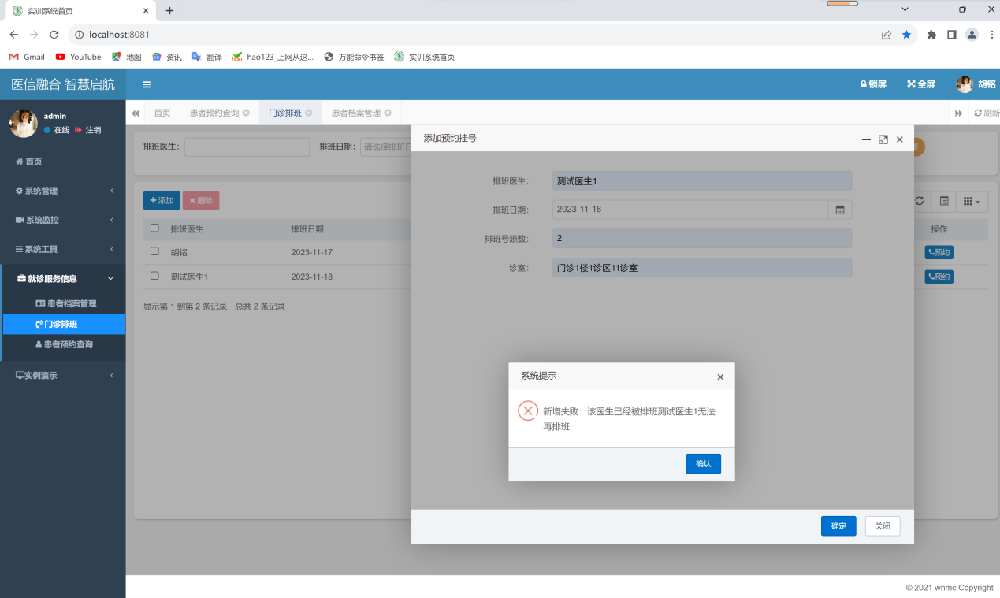 实训系统首页
localhost:8081
Gmail
YouTube
地图
资讯
翻译
hao123_上网从这...
万能命令书签
实训系统首页
医信融合 智慧启航
锁屏
全屏
胡铭
admin
在线
注销
首页
系统管理
系统监控
系统工具
就诊服务信息
患者档案管理
门诊排班
患者预约查询
实例演示
首页
患者预约查询
门诊排班
患者档案管理
刷新
排班医生：
排班日期：
请选择排班日
添加
删除
排班医生 排班日期 操作
胡铭 2023-11-17 预约
测试医生1 2023-11-18 预约
显示第 1 到第 2 条记录，总共 2 条记录
添加预约挂号
排班医生： 测试医生1
排班日期： 2023-11-18
排班号源数： 2
诊室： 门诊1楼1诊区11诊室
系统提示
新增失败：该医生已经被排班测试医生1无法
再排班
确认
确定
关闭
© 2021 wnmc Copyright